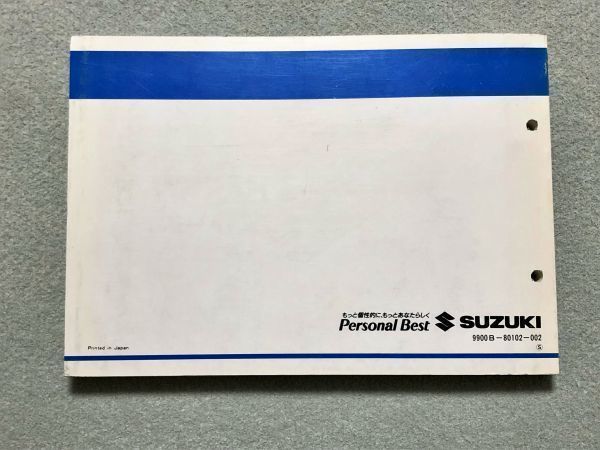 もっと個性的に、もっとあなたらしく
Personal Best SUZUKI
9900B-80102-002
Printed in Japan
S